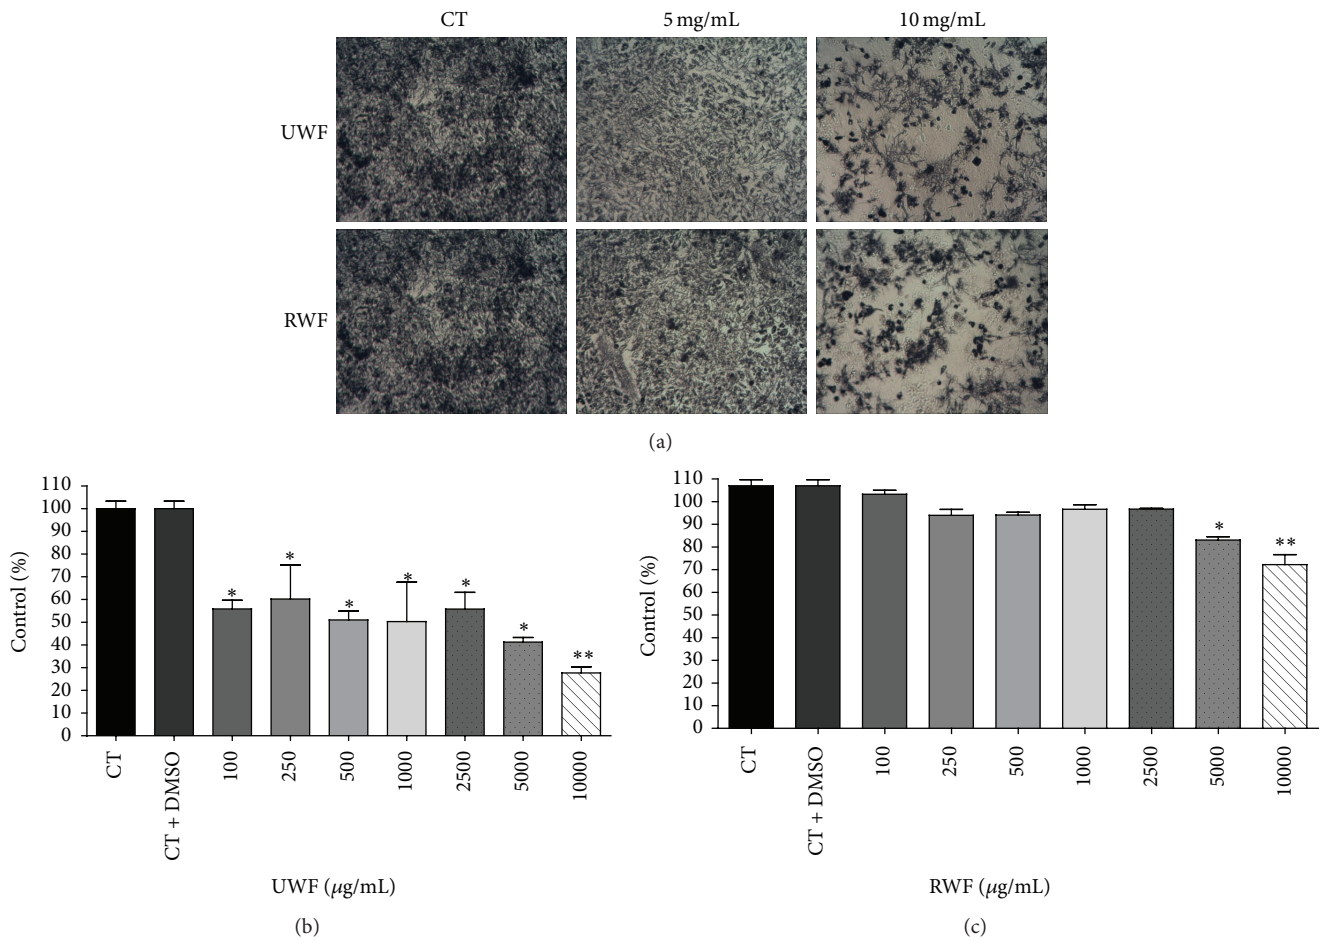 CT 5 mg/mL 10 mg/mL
UWF
RWF
(a)
Control (%)
110
100
90
80
70
60
50
40
30
20
10
0
* * * * * * **
CT
CT + DMSO
100
250
500
1000
2500
5000
10000
UWF (μg/mL)
(b)
Control (%)
110
100
90
80
70
60
50
40
30
20
10
0
* **
CT
CT + DMSO
100
250
500
1000
2500
5000
10000
RWF (μg/mL)
(c)